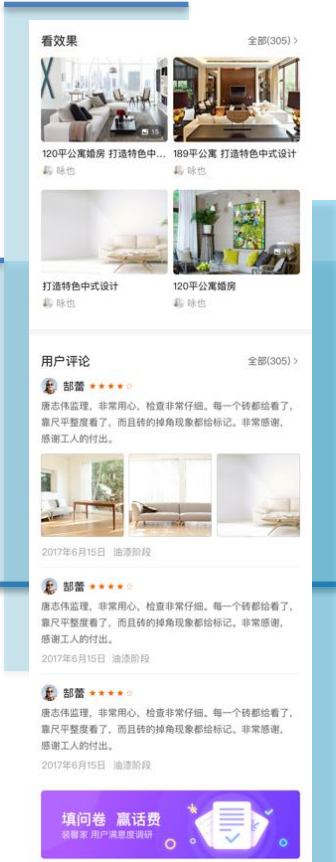 看效果
全部(305) >
15
120平公寓婚房 打造特色中...
189平公寓 打造特色中式设计
咏也
咏也
15
打造特色中式设计
120平公寓婚房
咏也
咏也
用户评论
全部(305) >
郜蕾 ★★★★☆
唐志伟监理，非常用心，检查非常仔细。每一个砖都给看了，
靠尺平整度看了，而且砖的掉角现象都给标记。非常感谢，
感谢工人的付出。
2017年6月15日 油漆阶段
郜蕾 ★★★★☆
唐志伟监理，非常用心，检查非常仔细。每一个砖都给看了，
靠尺平整度看了，而且砖的掉角现象都给标记。非常感谢，
感谢工人的付出。
2017年6月15日 油漆阶段
郜蕾 ★★★★☆
唐志伟监理，非常用心，检查非常仔细。每一个砖都给看了，
靠尺平整度看了，而且砖的掉角现象都给标记。非常感谢，
感谢工人的付出。
2017年6月15日 油漆阶段
填问卷 赢话费
装馨家 用户满意度调研